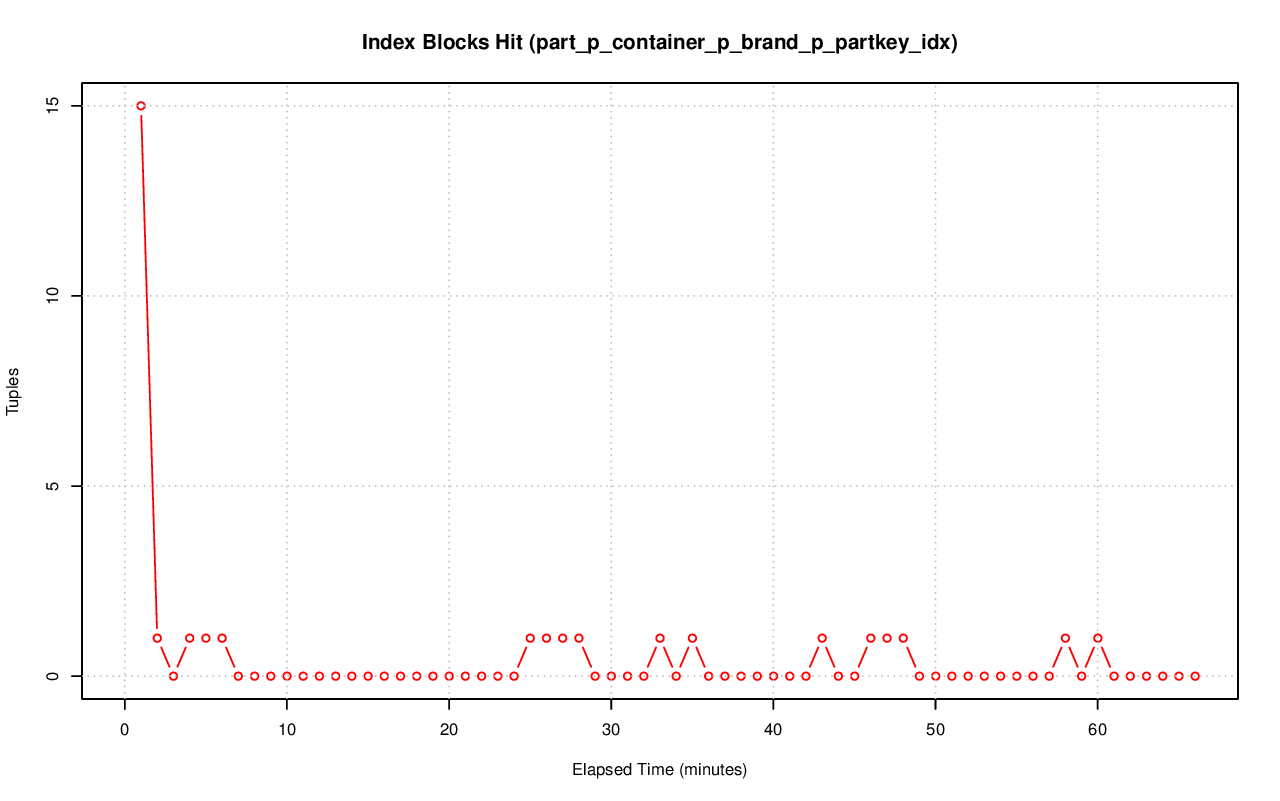 Index Blocks Hit (part_p_container_p_brand_p_partkey_idx)
Tuples
15
10
5
0
0 10 20 30 40 50 60
Elapsed Time (minutes)